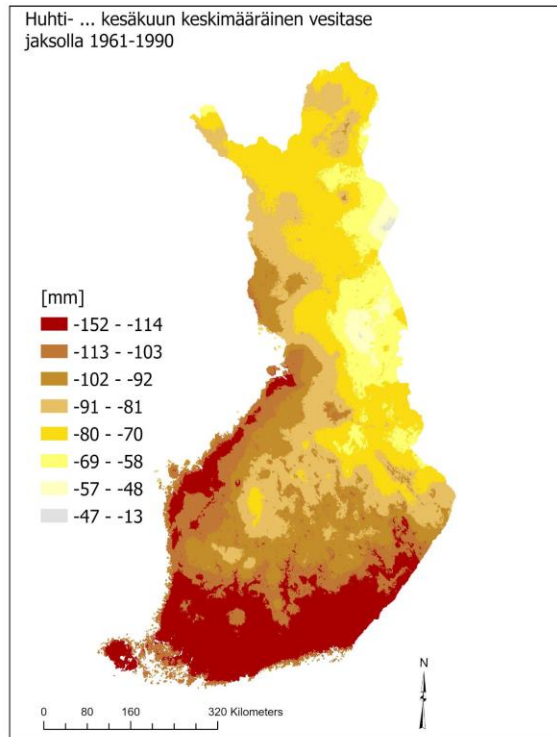 Huhti- ... kesäkuun keskimääräinen vesitase
jaksolla 1961-1990
[mm]
-152 - -114
-113 - -103
-102 - -92
-91 - -81
-80 - -70
-69 - -58
-57 - -48
-47 - -13
N
0 80 160 320 Kilometers